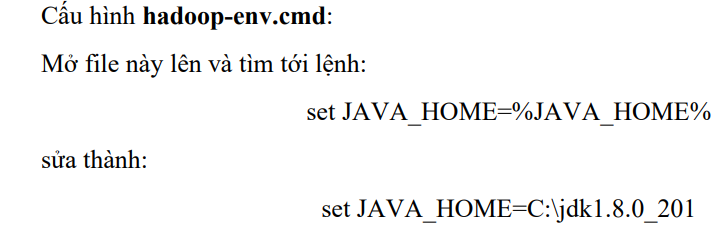 Cấu hình hadoop-env.cmd:
Mở file này lên và tìm tới lệnh:
set JAVA_HOME=%JAVA_HOME%
sửa thành:
set JAVA_HOME=C:\jdk1.8.0_201